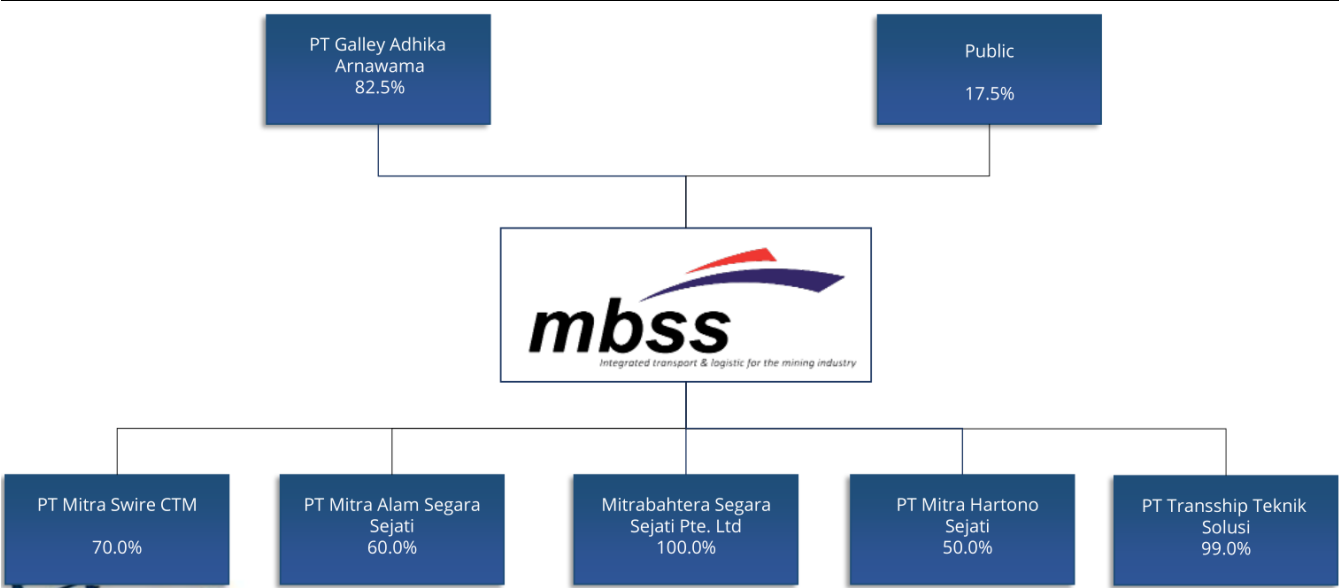 PT Galley Adhika
Arnawama
82.5%
Public
17.5%
mbss
Integrated transport & logistic for the mining industry
PT Mitra Swire CTM
70.0%
PT Mitra Alam Segara
Sejati
60.0%
Mitrabahtera Segara
Sejati Pte. Ltd
100.0%
PT Mitra Hartono
Sejati
50.0%
PT Transship Teknik
Solusi
99.0%